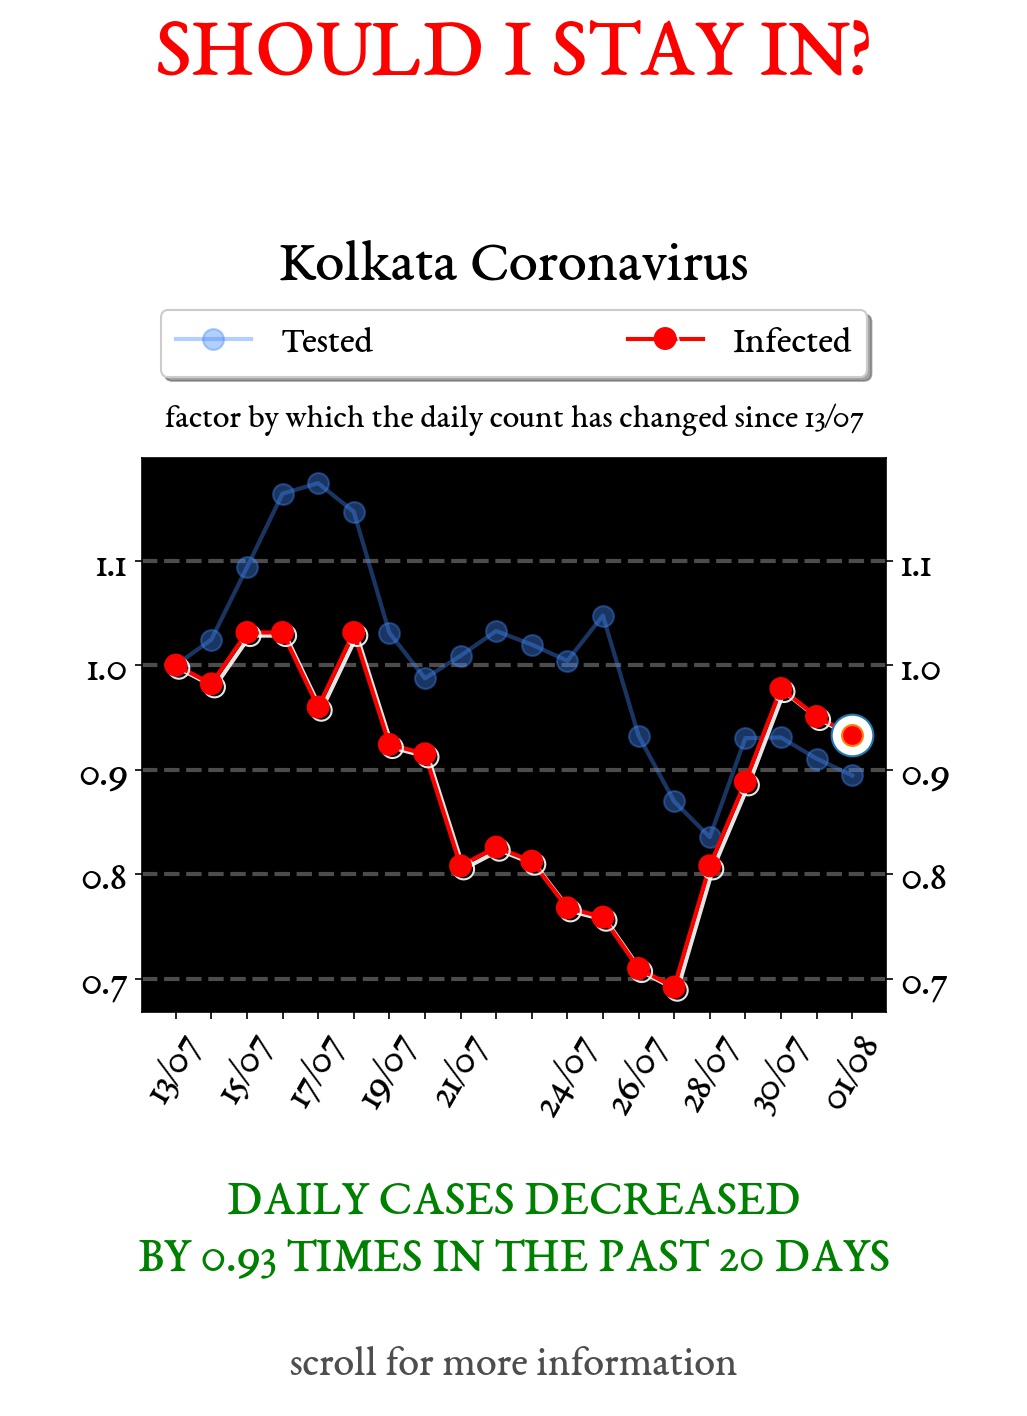 SHOULD I STAY IN?
Kolkata Coronavirus
Tested Infected
factor by which the daily count has changed since 13/07
1.1 1.1
1.0 1.0
0.9 0.9
0.8 0.8
0.7 0.7
13/07 15/07 17/07 19/07 21/07 24/07 26/07 28/07 30/07 01/08
DAILY CASES DECREASED
BY 0.93 TIMES IN THE PAST 20 DAYS
scroll for more information